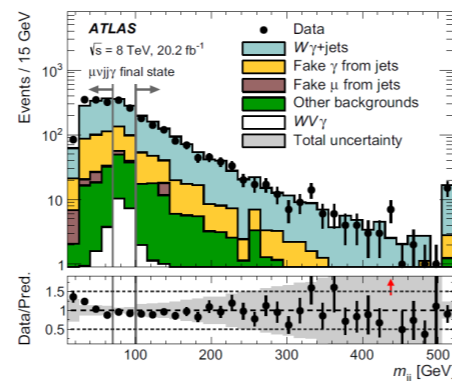 ATLAS
√s = 8 TeV, 20.2 fb⁻¹
μνjjγ final state
Data
Wγ+jets
Fake γ from jets
Fake μ from jets
Other backgrounds
WVγ
Total uncertainty
Events / 15 GeV
10³
10²
10
1
Data/Pred.
1.5
1
0.5
0 100 200 300 400 500
m_jj [GeV]